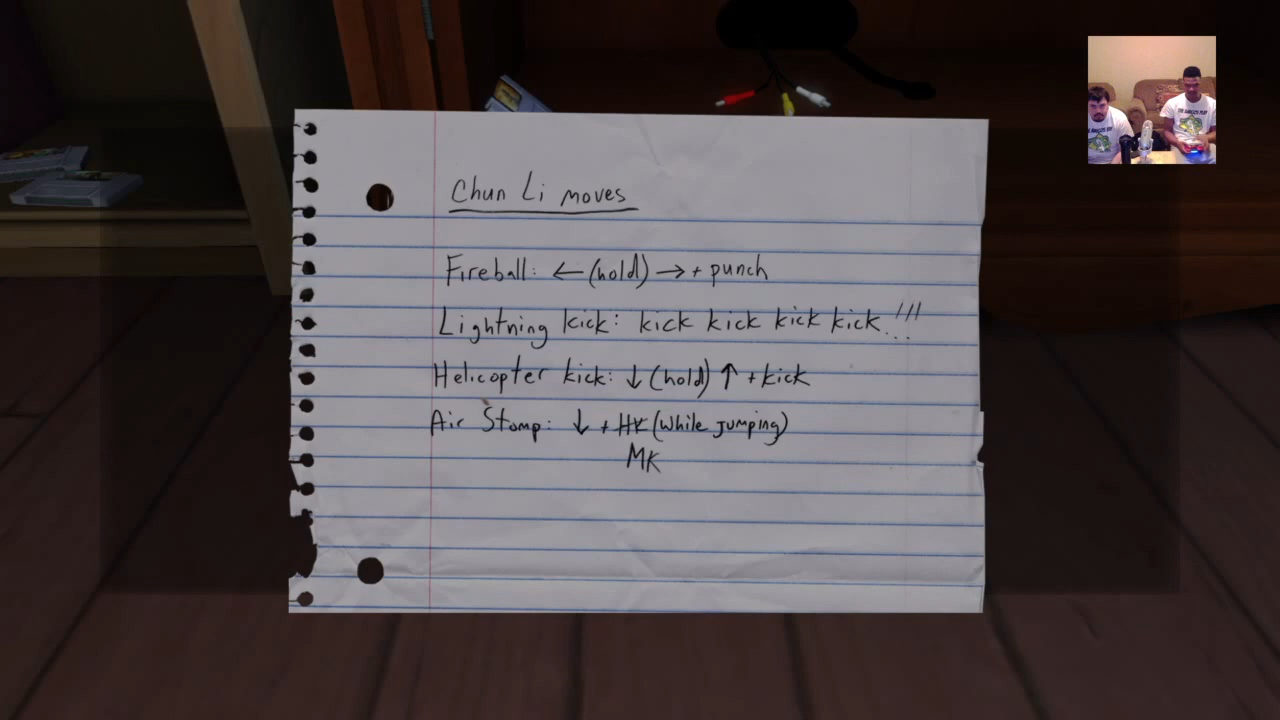 Chun Li moves
Fireball: ← (hold) → + punch
Lightning kick: kick kick kick kick...!!!
Helicopter kick: ↓ (hold) ↑ + kick
Air Stomp: ↓ + HK (while jumping)
MK